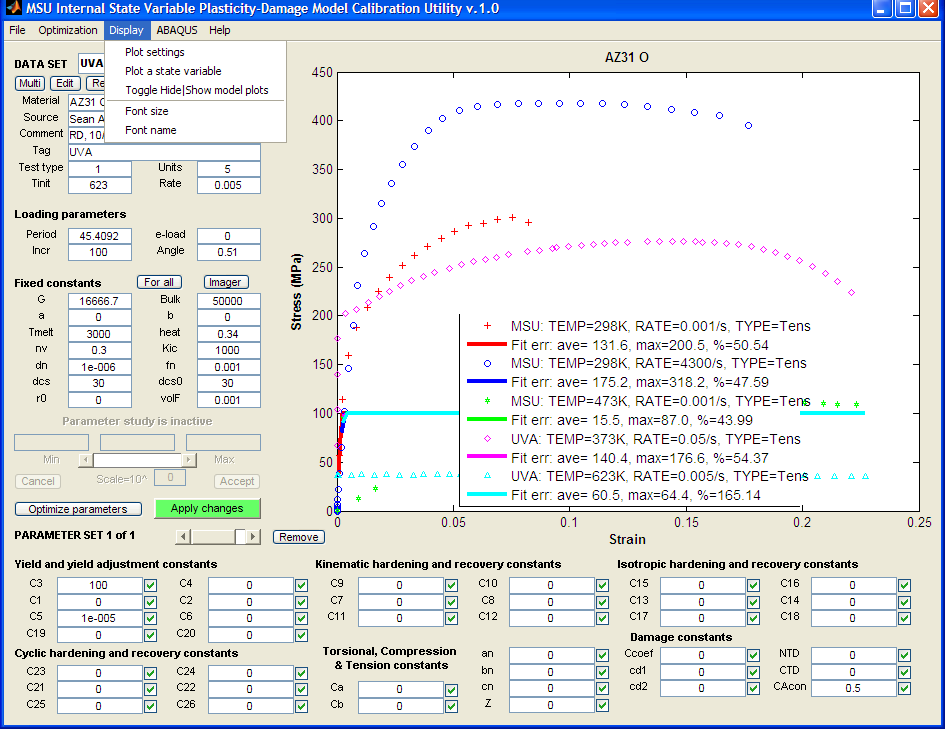 MSU Internal State Variable Plasticity-Damage Model Calibration Utility v.1.0
File Optimization Display ABAQUS Help
Plot settings
Plot a state variable
Toggle Hide|Show model plots
Font size
Font name
DATA SET UVA
Multi Edit Re
Material AZ31 O
Source Sean A
Comment RD, 10/
Tag UVA
Test type 1 Units 5
Tinit 623 Rate 0.005
Loading parameters
Period 45.4092 e-load 0
Incr 100 Angle 0.51
Fixed constants For all Imager
G 16666.7 Bulk 50000
a 0 b 0
Tmelt 3000 heat 0.34
nv 0.3 Kic 1000
dn 1e-006 fn 0.001
dcs 30 dcs0 30
r0 0 volF 0.001
Parameter study is inactive
Min Max
Cancel Scale=10^ 0 Accept
Optimize parameters Apply changes
PARAMETER SET 1 of 1 Remove
AZ31 O
Stress (MPa)
450
400
350
300
250
200
150
100
50
0
0 0.05 0.1 0.15 0.2 0.25
Strain
MSU: TEMP=298K, RATE=0.001/s, TYPE=Tens
Fit err: ave= 131.6, max=200.5, %=50.54
MSU: TEMP=298K, RATE=4300/s, TYPE=Tens
Fit err: ave= 175.2, max=318.2, %=47.59
MSU: TEMP=473K, RATE=0.001/s, TYPE=Tens
Fit err: ave= 15.5, max=87.0, %=43.99
UVA: TEMP=373K, RATE=0.05/s, TYPE=Tens
Fit err: ave= 140.4, max=176.6, %=54.37
UVA: TEMP=623K, RATE=0.005/s, TYPE=Tens
Fit err: ave= 60.5, max=64.4, %=165.14
Yield and yield adjustment constants
C3 100 C4 0
C1 0 C2 0
C5 1e-005 C6 0
C19 0 C20 0
Cyclic hardening and recovery constants
C23 0 C24 0
C21 0 C22 0
C25 0 C26 0
Kinematic hardening and recovery constants
C9 0 C10 0
C7 0 C8 0
C11 0 C12 0
Torsional, Compression
& Tension constants
Ca 0
Cb 0
an 0
bn 0
cn 0
Z 0
Isotropic hardening and recovery constants
C15 0 C16 0
C13 0 C14 0
C17 0 C18 0
Damage constants
Ccoef 0 NTD 0
cd1 0 CTD 0
cd2 0 CAcon 0.5